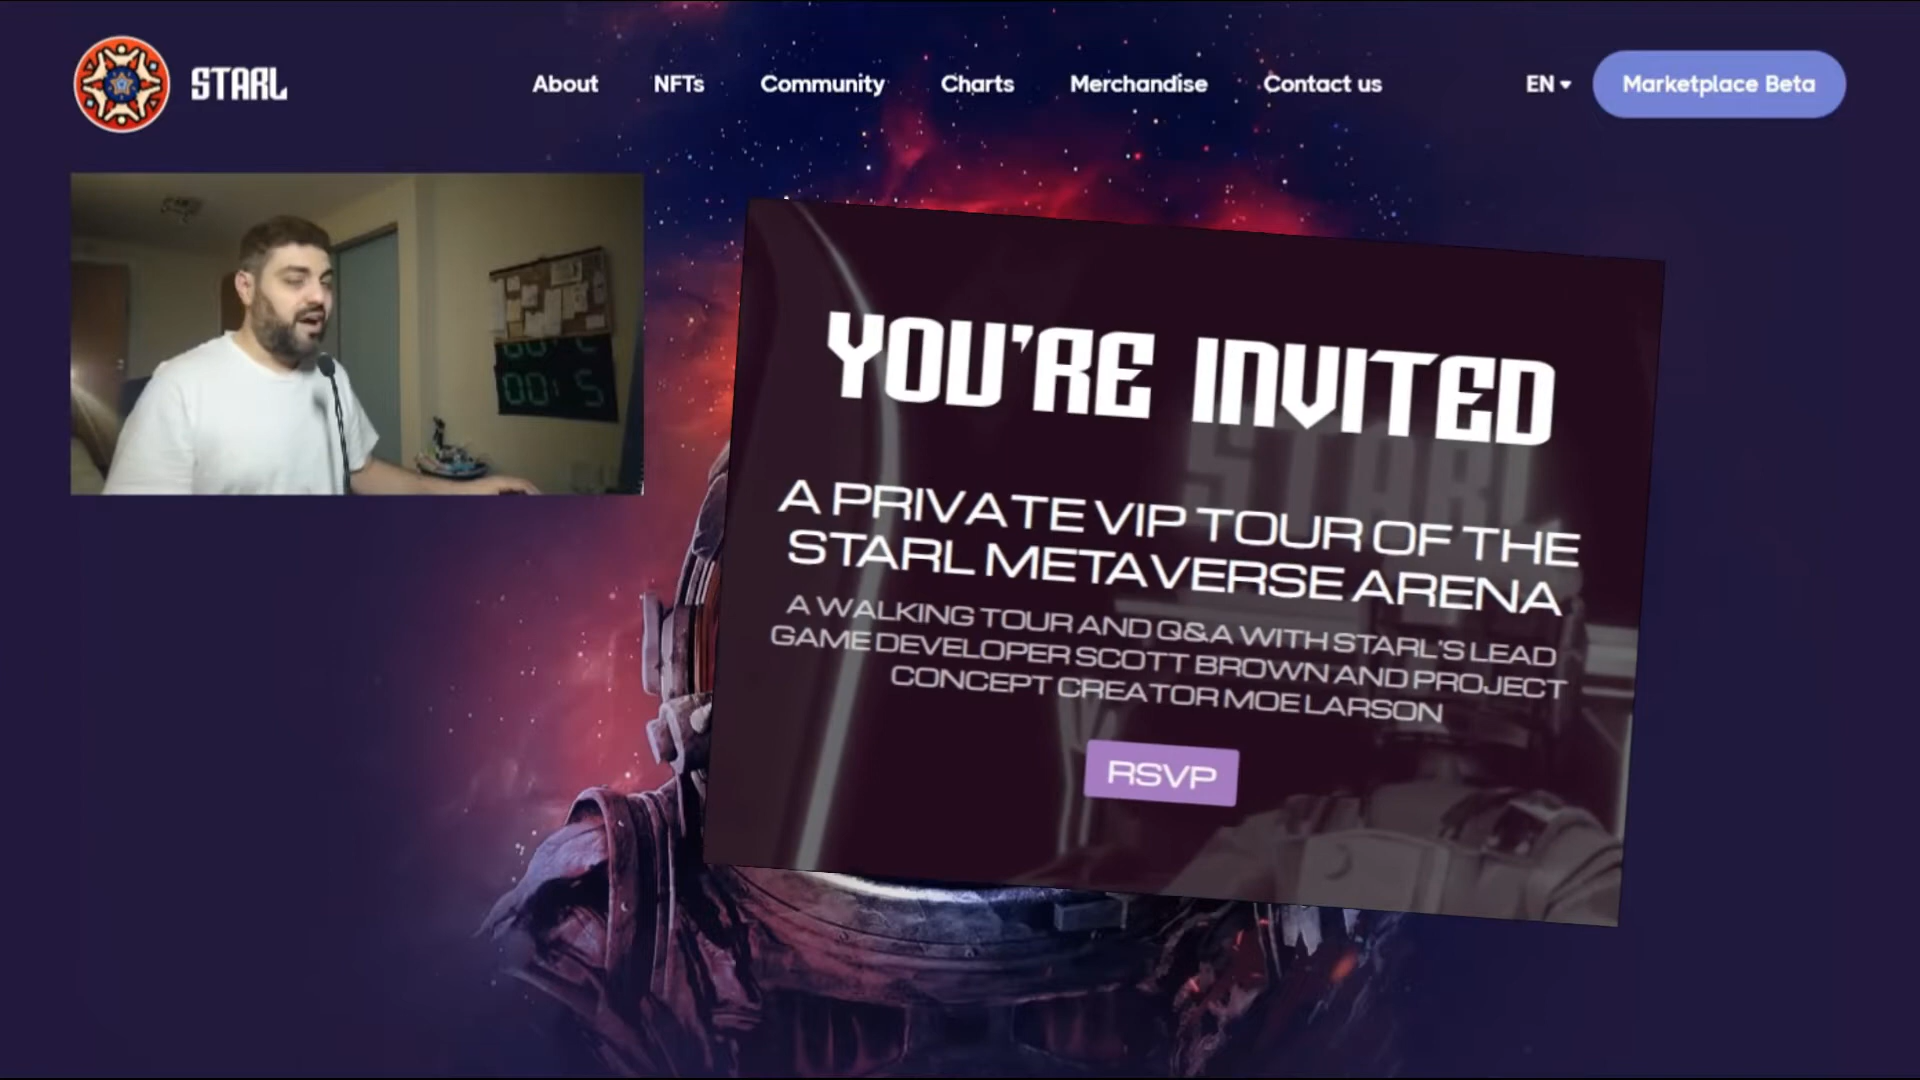 STARL
About
NFTs
Community
Charts
Merchandise
Contact us
EN
Marketplace Beta
YOU'RE INVITED
STARL
A PRIVATE VIP TOUR OF THE
STARL METAVERSE ARENA
A WALKING TOUR AND Q&A WITH STARL'S LEAD
GAME DEVELOPER SCOTT BROWN AND PROJECT
CONCEPT CREATOR MOE LARSON
RSVP